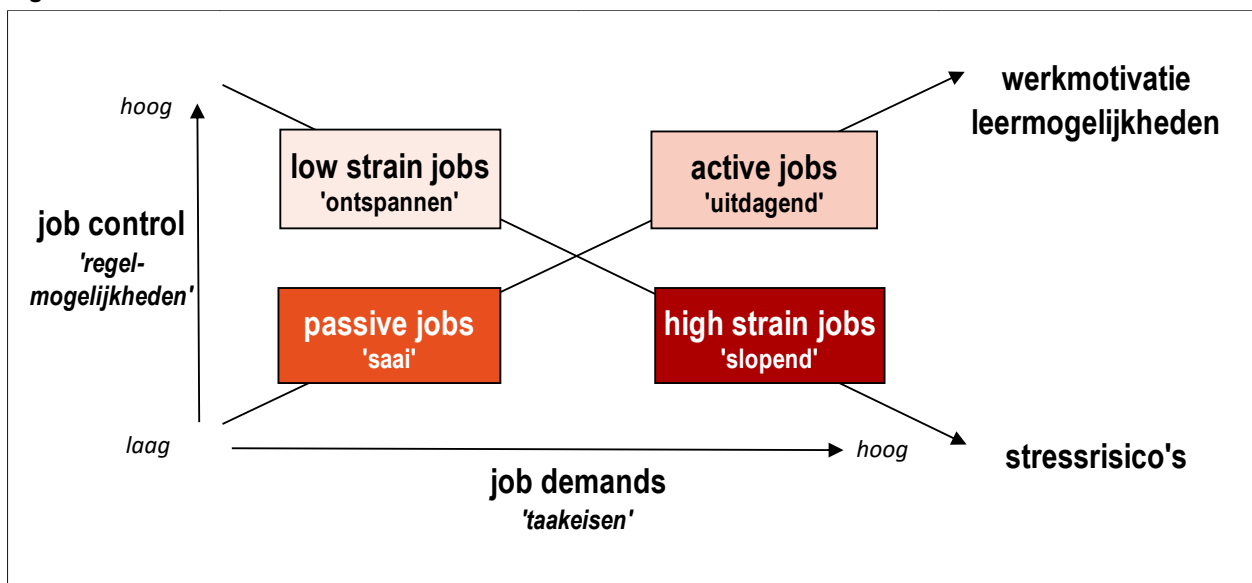 werkmotivatie
leermogelijkheden
hoog
low strain jobs
'ontspannen'
active jobs
'uitdagend'
job control
'regel-
mogelijkheden'
passive jobs
'saai'
high strain jobs
'slopend'
laag
hoog
stressrisico's
job demands
'taakeisen'